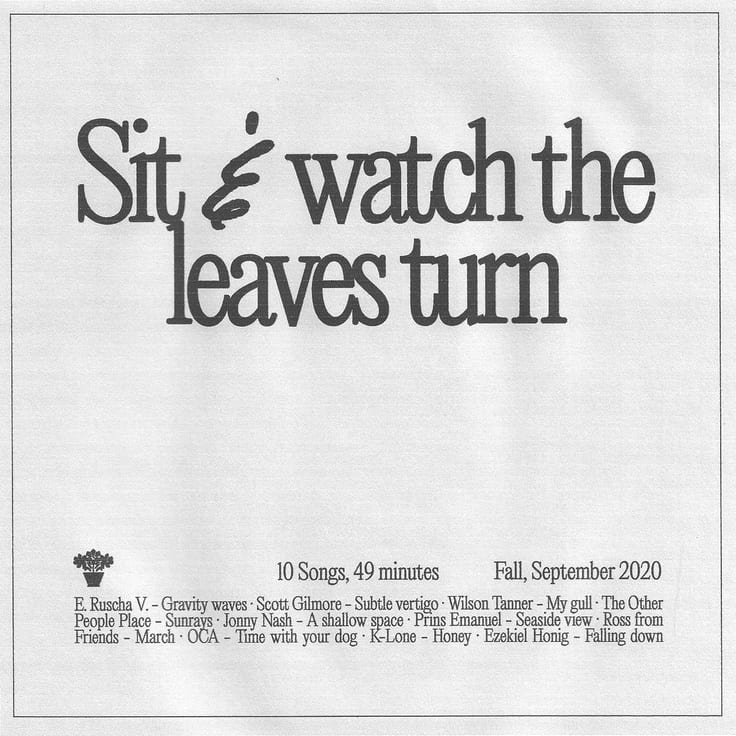 Sit & watch the
leaves turn
10 Songs, 49 minutes Fall, September 2020
E. Ruscha V. – Gravity waves · Scott Gilmore – Subtle vertigo · Wilson Tanner – My gull · The Other
People Place – Sunrays · Jonny Nash – A shallow space · Prins Emanuel – Seaside view · Ross from
Friends – March · OCA – Time with your dog · K-Lone – Honey · Ezekiel Honig – Falling down